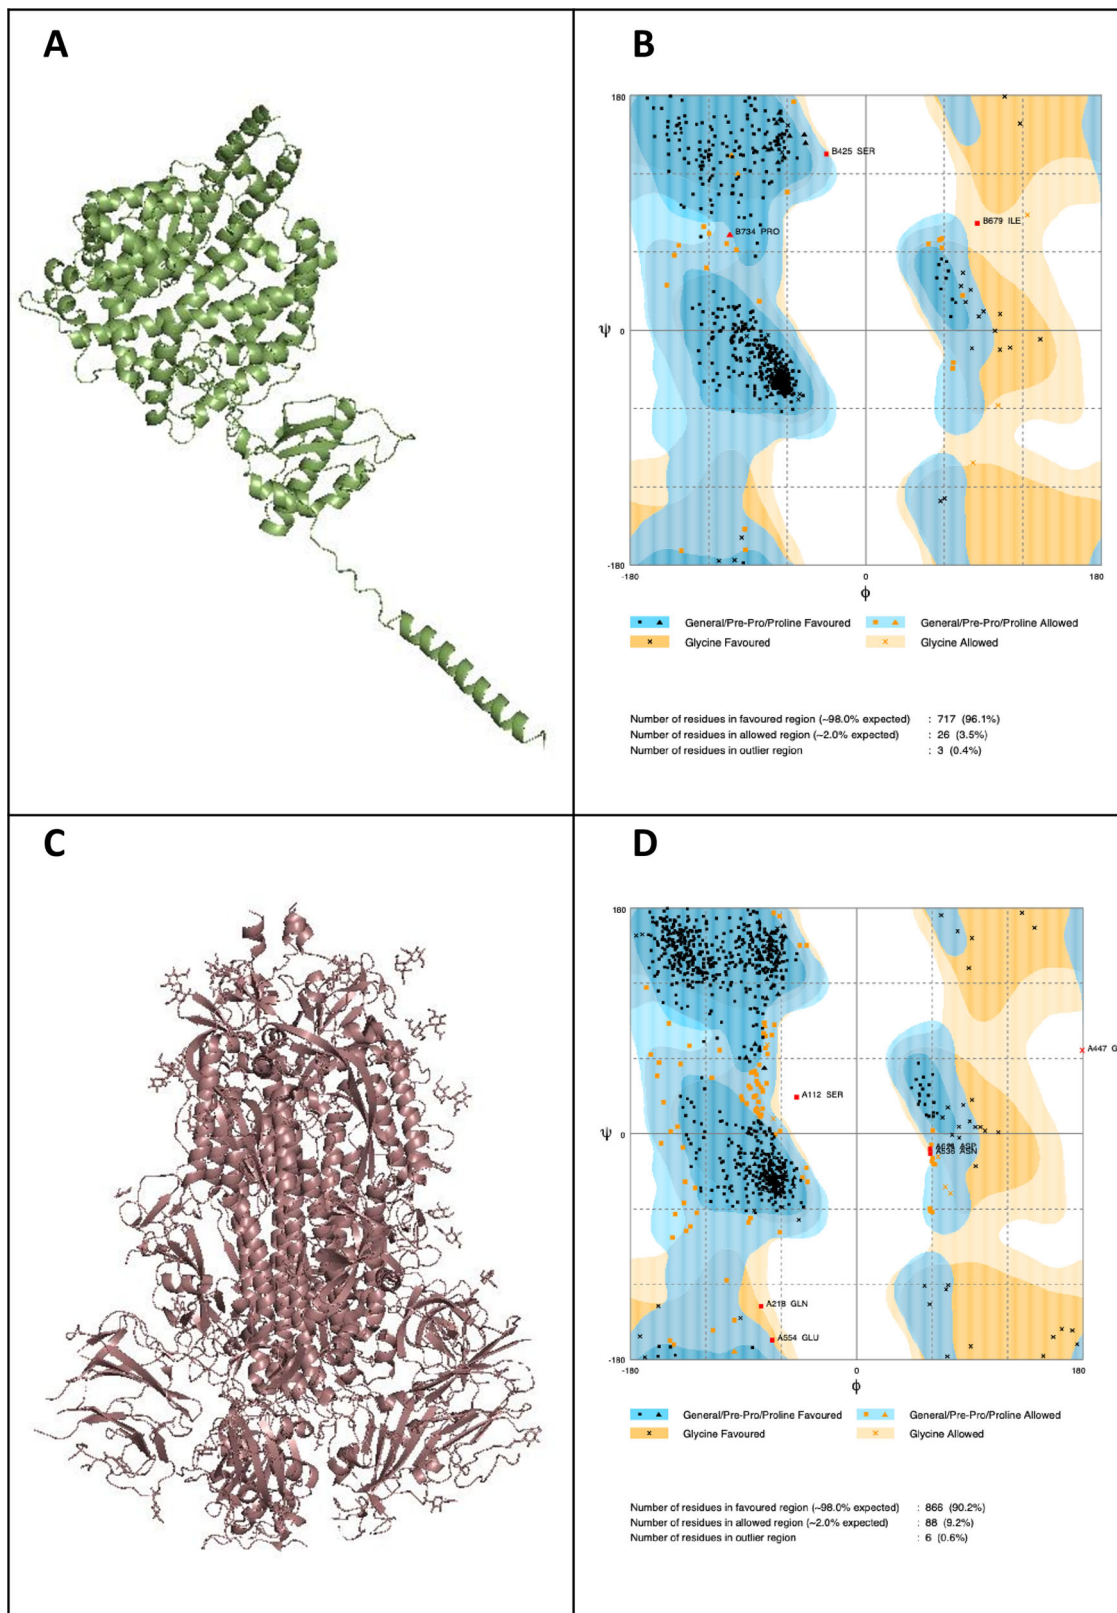 A
B
180
B425 SER
B679 ILE
B734 PRO
ψ
0
-180
-180
0
180
ϕ
General/Pre-Pro/Proline Favoured
General/Pre-Pro/Proline Allowed
Glycine Favoured
Glycine Allowed
Number of residues in favoured region (~98.0% expected) : 717 (96.1%)
Number of residues in allowed region (~2.0% expected) : 26 (3.5%)
Number of residues in outlier region : 3 (0.4%)
C
D
180
A447 G
A112 SER
ψ
0
A536 ASN
A218 GLN
A554 GLU
-180
-180
0
180
ϕ
General/Pre-Pro/Proline Favoured
General/Pre-Pro/Proline Allowed
Glycine Favoured
Glycine Allowed
Number of residues in favoured region (~98.0% expected) : 866 (90.2%)
Number of residues in allowed region (~2.0% expected) : 88 (9.2%)
Number of residues in outlier region : 6 (0.6%)